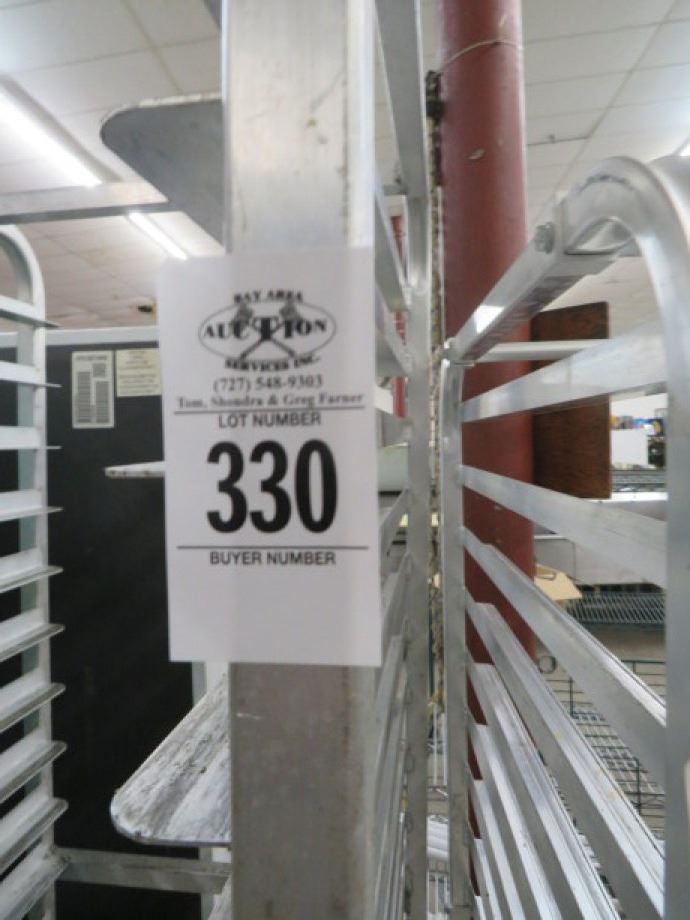 BAY AREA
AUCTION
SERVICES INC.
(727) 548-9303
Tom, Shondra & Greg Farner
LOT NUMBER
330
BUYER NUMBER